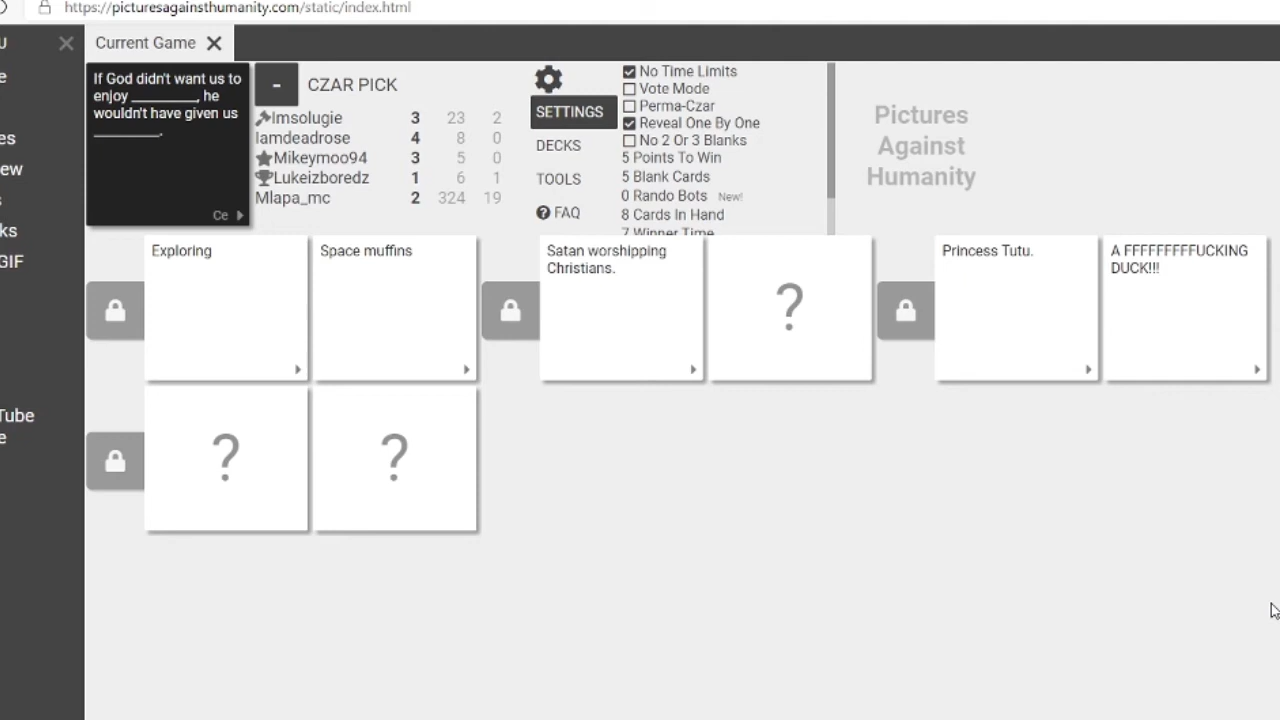 https://picturesagainsthumanity.com/static/index.html
U
Current Game
e
es
ew
s
ks
GIF
Tube
e
If God didn't want us to
enjoy _________, he
wouldn't have given us
_________.
Ce
-
CZAR PICK
Imsolugie 3 23 2
Iamdeadrose 4 8 0
Mikeymoo94 3 5 0
Lukeizboredz 1 6 1
Mlapa_mc 2 324 19
SETTINGS
DECKS
TOOLS
FAQ
No Time Limits
Vote Mode
Perma-Czar
Reveal One By One
No 2 Or 3 Blanks
5 Points To Win
5 Blank Cards
0 Rando Bots New!
8 Cards In Hand
7 Winner Time
Pictures
Against
Humanity
Exploring
Space muffins
Satan worshipping
Christians.
?
Princess Tutu.
A FFFFFFFFFUCKING
DUCK!!!
?
?